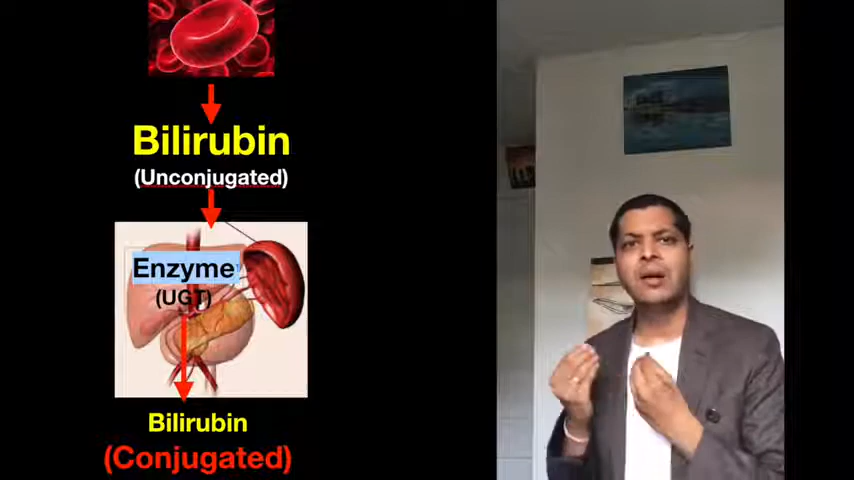 Bilirubin
(Unconjugated)
Enzyme
(UGT)
Bilirubin
(Conjugated)